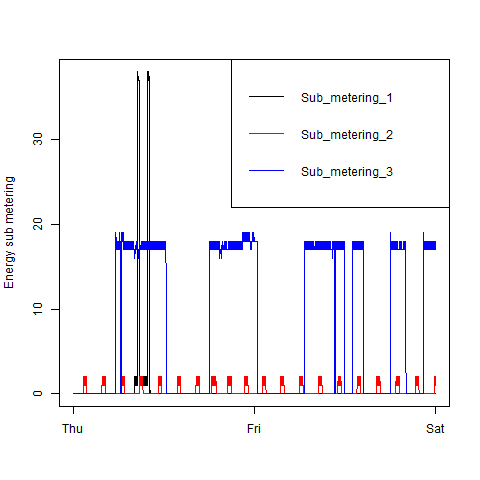 Sub_metering_1
Sub_metering_2
Sub_metering_3
Energy sub metering
30
20
10
0
Thu
Fri
Sat